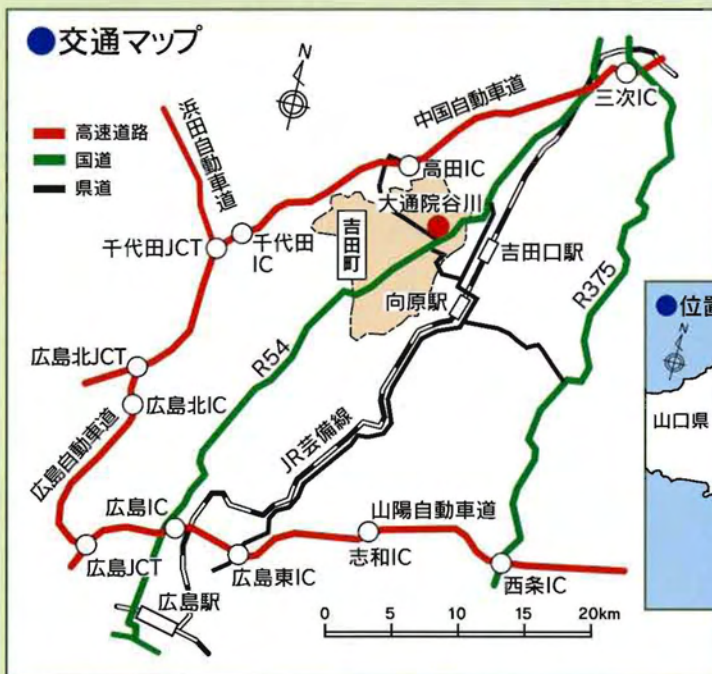 ●交通マップ
N
高速道路
国道
県道
浜田自動車道
中国自動車道
三次IC
高田IC
大通院谷川
千代田JCT
千代田
IC
吉田町
吉田口駅
向原駅
R375
R54
広島北JCT
広島北IC
JR芸備線
広島自動車道
広島IC
山陽自動車道
広島JCT
広島東IC
志和IC
西条IC
広島駅
0 5 10 15 20km
●位置
N
山口県